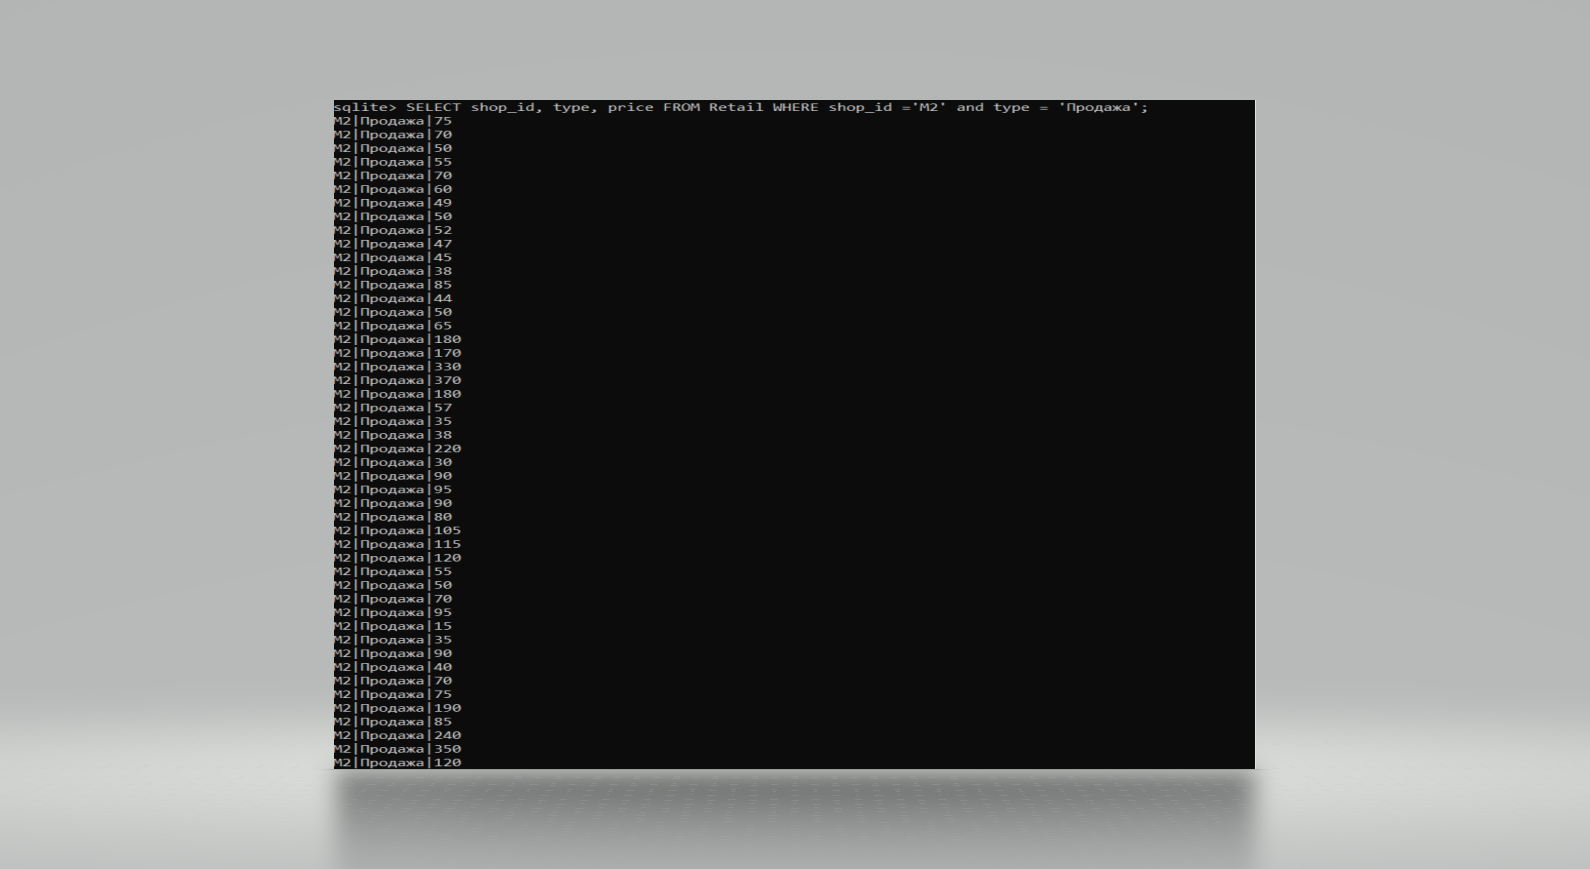 sqlite> SELECT shop_id, type, price FROM Retail WHERE shop_id ='M2' and type = 'Продажа';
M2|Продажа|75
M2|Продажа|70
M2|Продажа|50
M2|Продажа|55
M2|Продажа|70
M2|Продажа|60
M2|Продажа|49
M2|Продажа|50
M2|Продажа|52
M2|Продажа|47
M2|Продажа|45
M2|Продажа|38
M2|Продажа|85
M2|Продажа|44
M2|Продажа|50
M2|Продажа|65
M2|Продажа|180
M2|Продажа|170
M2|Продажа|330
M2|Продажа|370
M2|Продажа|180
M2|Продажа|57
M2|Продажа|35
M2|Продажа|38
M2|Продажа|220
M2|Продажа|30
M2|Продажа|90
M2|Продажа|95
M2|Продажа|90
M2|Продажа|80
M2|Продажа|105
M2|Продажа|115
M2|Продажа|120
M2|Продажа|55
M2|Продажа|50
M2|Продажа|70
M2|Продажа|95
M2|Продажа|15
M2|Продажа|35
M2|Продажа|90
M2|Продажа|40
M2|Продажа|70
M2|Продажа|75
M2|Продажа|190
M2|Продажа|85
M2|Продажа|240
M2|Продажа|350
M2|Продажа|120